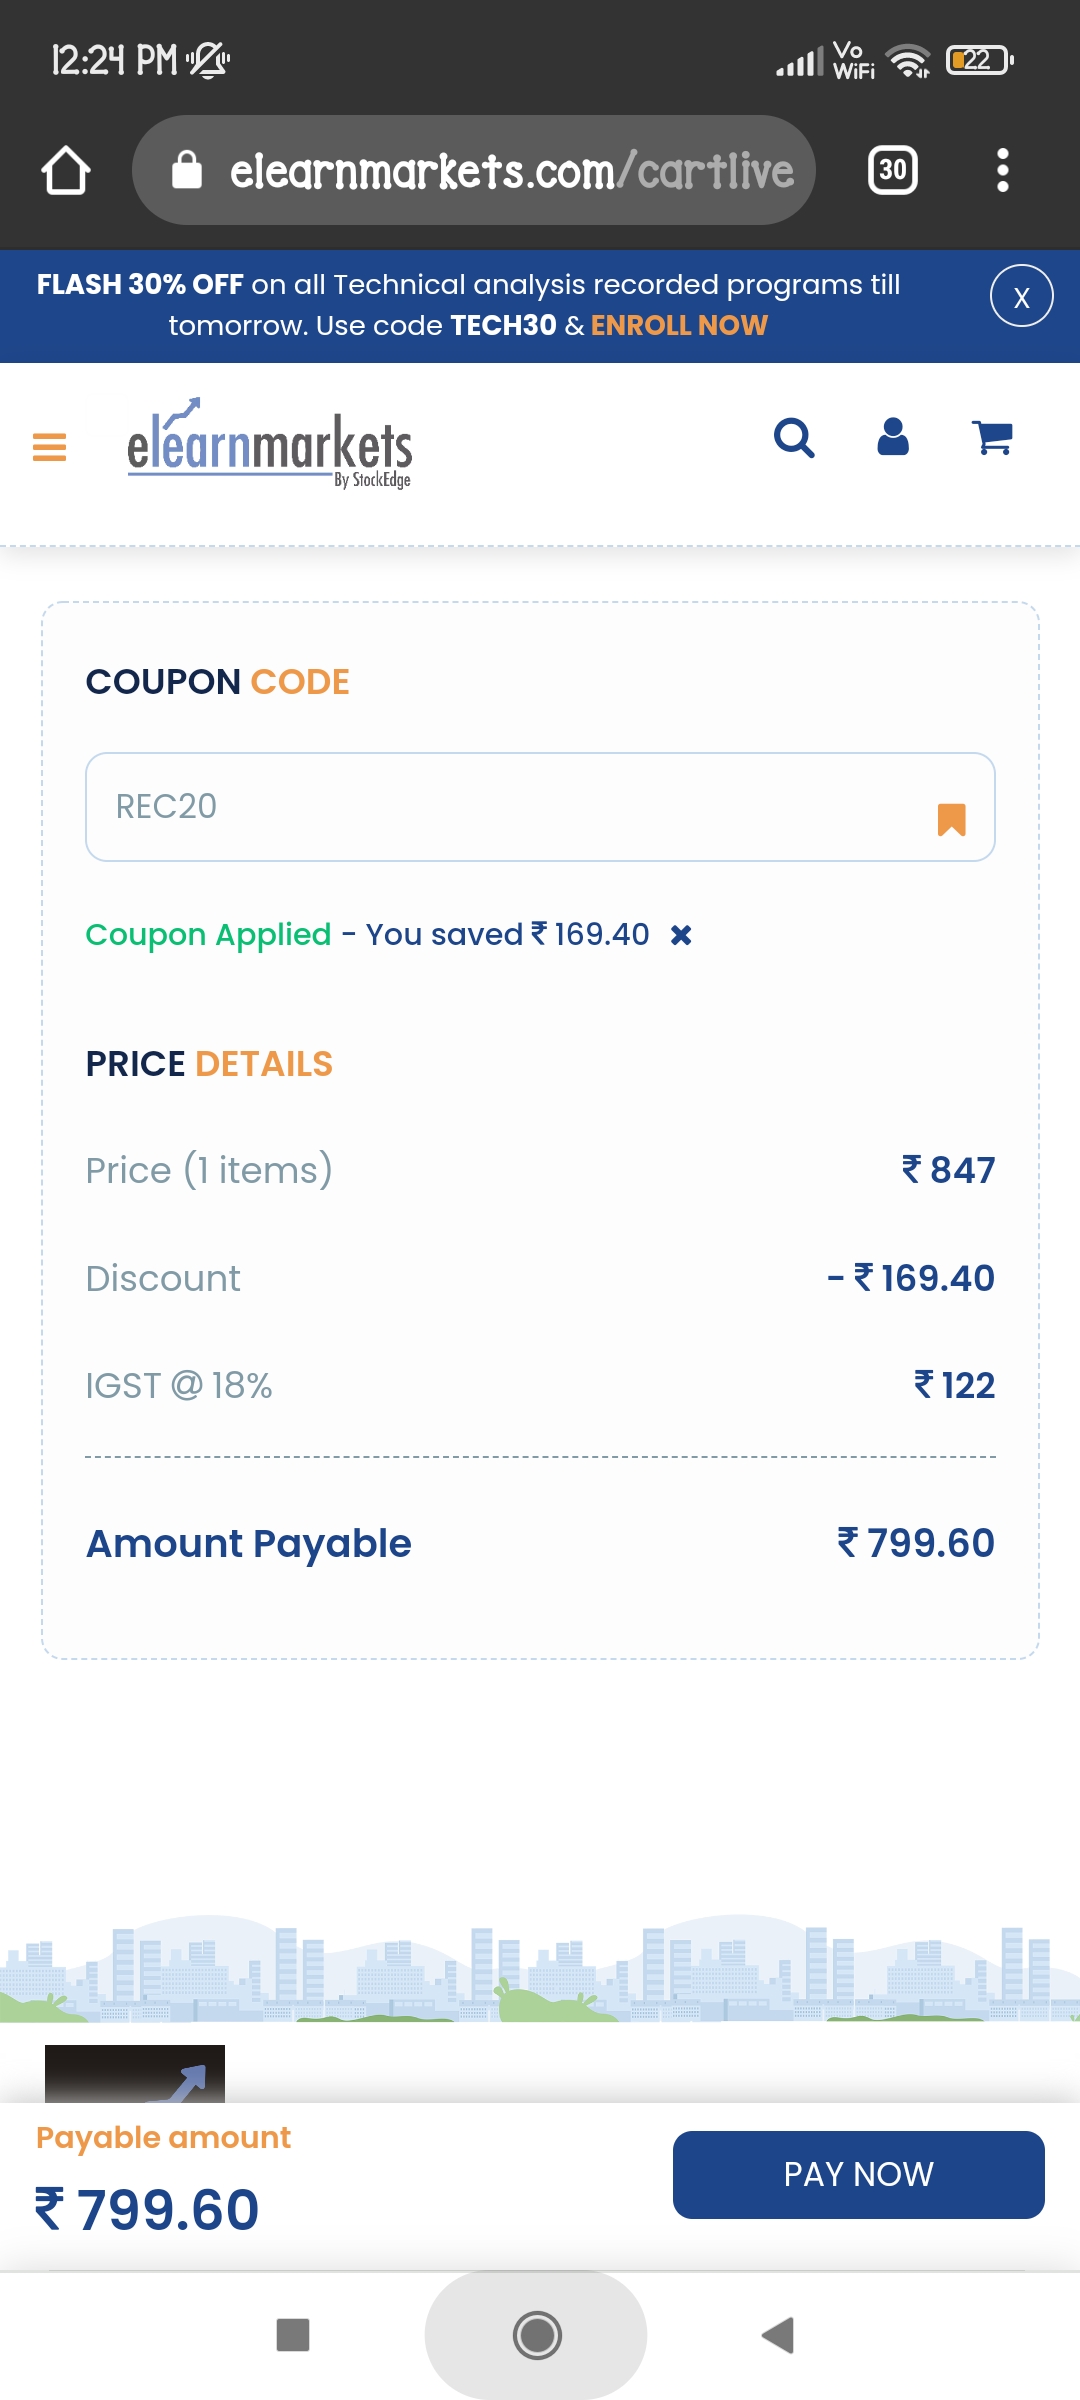 12:24 PM
Vo
WiFi
22
elearnmarkets.com/cartlive
30
FLASH 30% OFF on all Technical analysis recorded programs till
tomorrow. Use code TECH30 & ENROLL NOW
X
elearnmarkets
By StockEdge
COUPON CODE
REC20
Coupon Applied - You saved ₹ 169.40 ✖
PRICE DETAILS
Price (1 items) ₹ 847
Discount - ₹ 169.40
IGST @ 18% ₹ 122
Amount Payable ₹ 799.60
Payable amount
₹ 799.60
PAY NOW